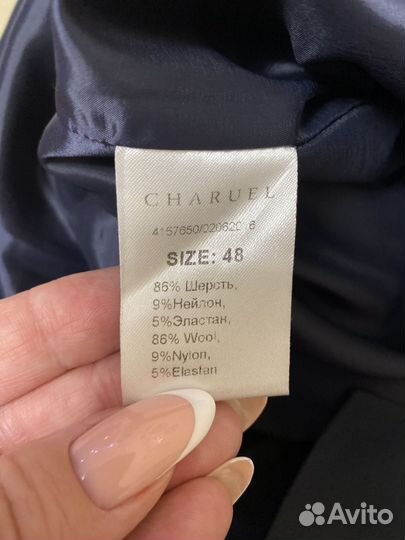 CHARUEL
SIZE: 48
86% Шерсть,
9%Нейлон,
5%Эластан,
86% Wool,
9%Nylon,
5%Elastan
Avito